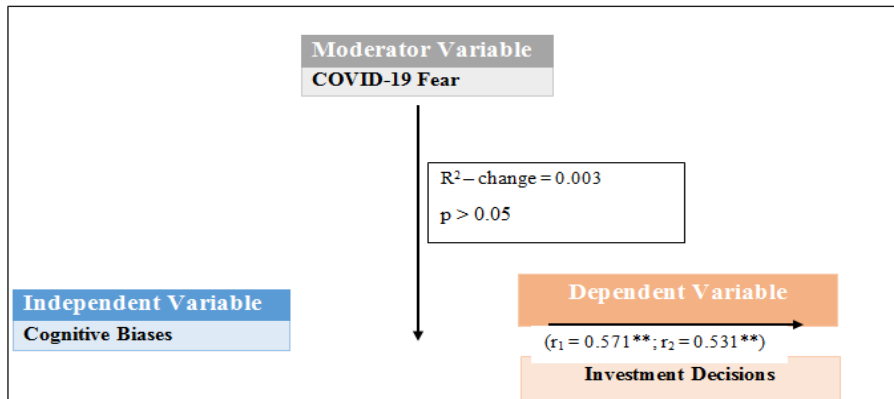 Moderator Variable
COVID-19 Fear
R² – change = 0.003
p > 0.05
Independent Variable
Cognitive Biases
Dependent Variable
(r₁ = 0.571**; r₂ = 0.531**)
Investment Decisions